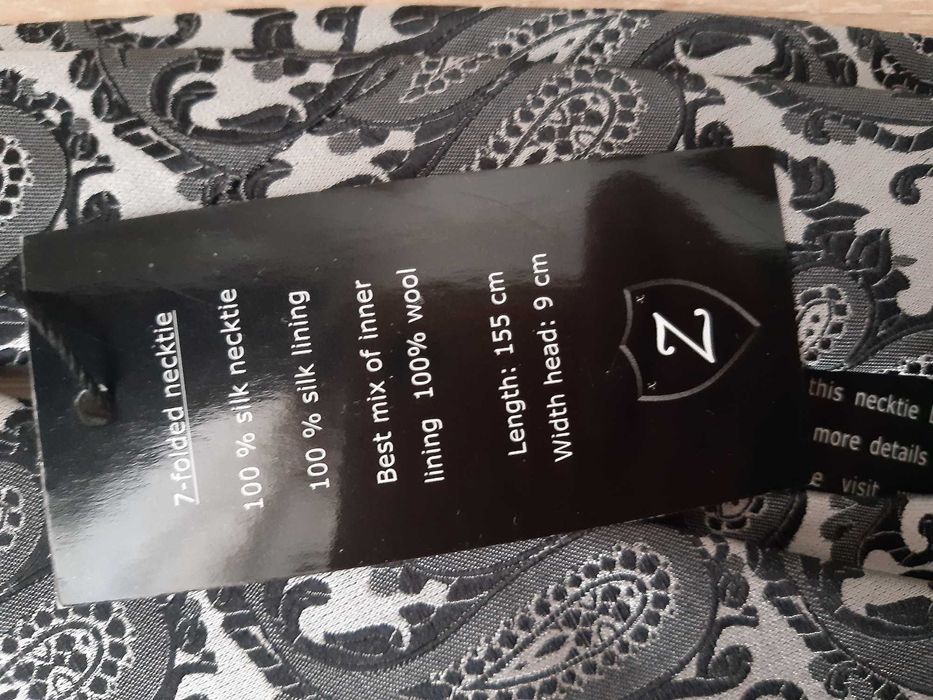 7-folded necktie
100 % silk necktie
100 % silk lining
Best mix of inner
lining 100% wool
Length: 155 cm
Width head: 9 cm
Z
this necktie
more details
visit